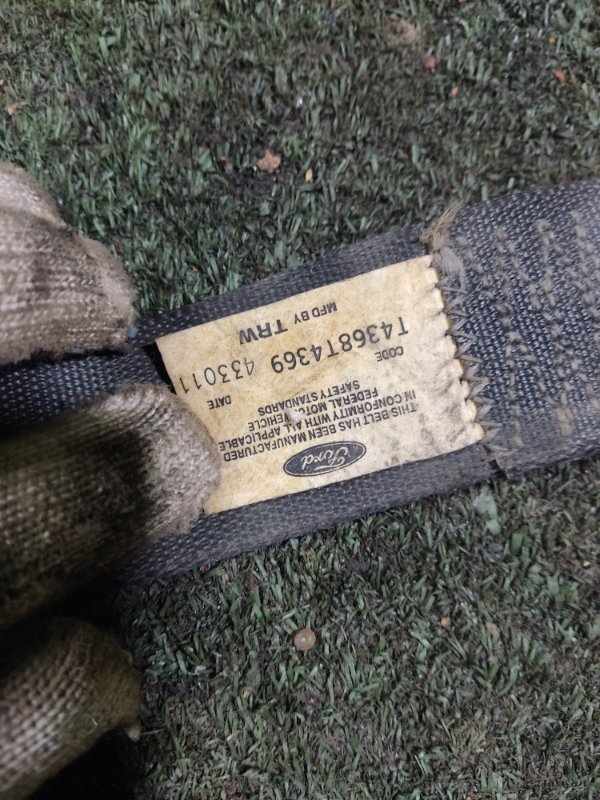 Ford
THIS BELT HAS BEEN MANUFACTURED
IN CONFORMITY WITH ALL APPLICABLE
FEDERAL MOTOR VEHICLE
SAFETY STANDARDS
CODE DATE
T4368T4369 433011
MFD BY TRW